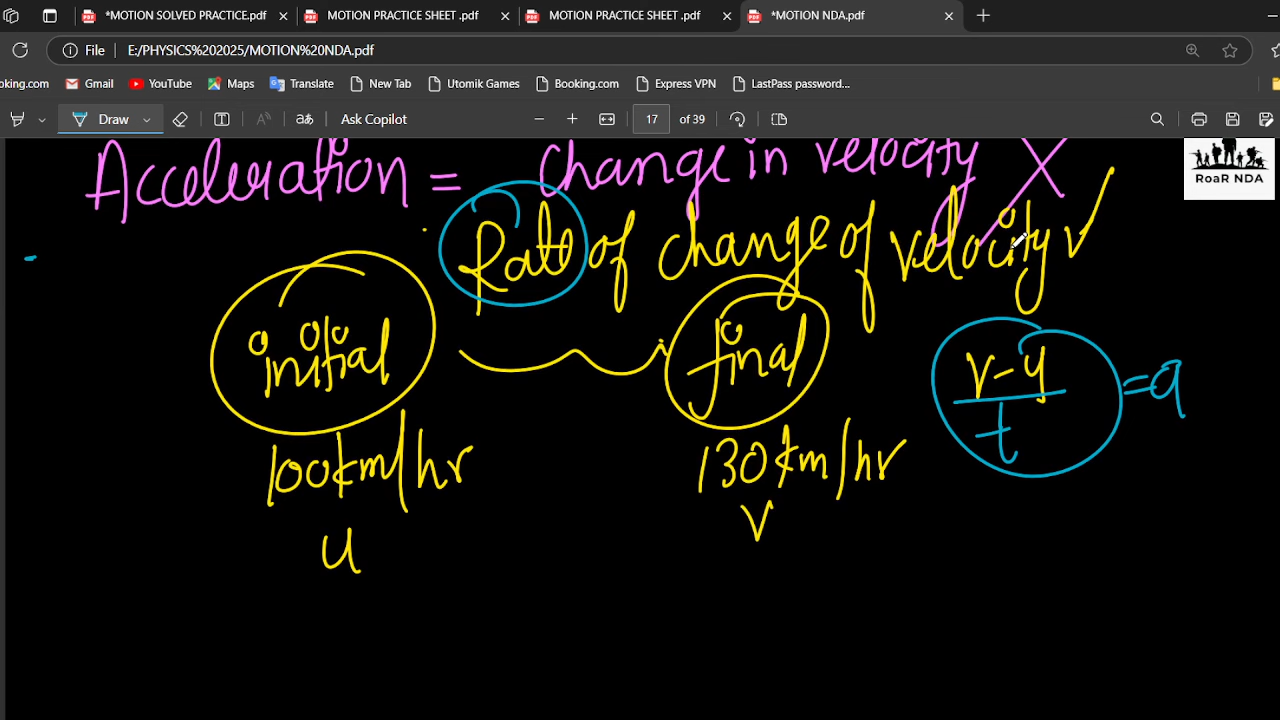 *MOTION SOLVED PRACTICE.pdf MOTION PRACTICE SHEET .pdf MOTION PRACTICE SHEET .pdf *MOTION NDA.pdf
File E:/PHYSICS%202025/MOTION%20NDA.pdf
oking.com Gmail YouTube Maps Translate New Tab Utomik Games Booking.com Express VPN LastPass password...
Draw aあ Ask Copilot 17 of 39
Acceleration = Change in velocity X
RoaR NDA
Rate of change of velocity ✓
initial final
v-u
t
=a
100km/hr 130km/hr
u v